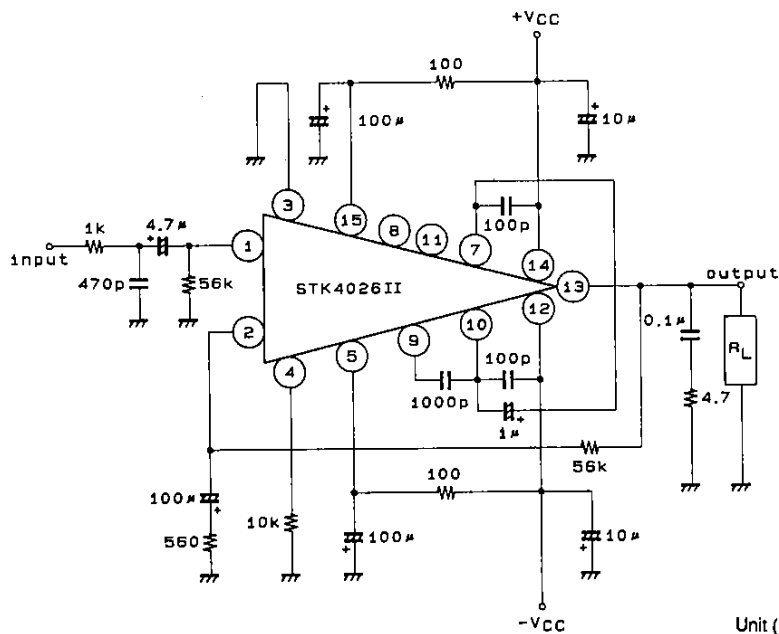 +VCC
100
100μ
+
+
10μ
3
15
8
11
7
100p
14
1k
4.7μ
+
1
input
470p
56k
STK4026II
13
output
12
0.1μ
RL
4.7
2
4
5
9
10
100p
1000p
1μ
+
56k
100μ
+
560
10k
100
100μ
+
10μ
+
-VCC
Unit (